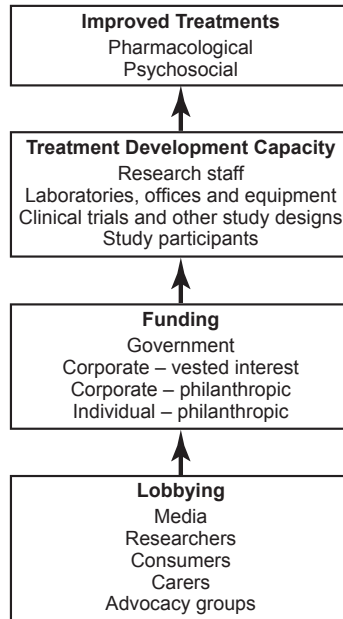 Improved Treatments
Pharmacological
Psychosocial
Treatment Development Capacity
Research staff
Laboratories, offices and equipment
Clinical trials and other study designs
Study participants
Funding
Government
Corporate – vested interest
Corporate – philanthropic
Individual – philanthropic
Lobbying
Media
Researchers
Consumers
Carers
Advocacy groups